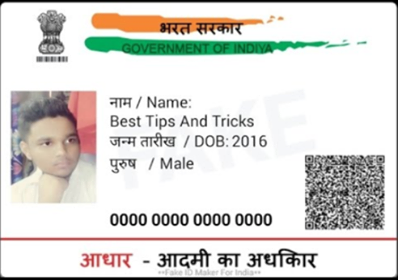 भरत सरकार
GOVERNMENT OF INDIYA
नाम / Name:
Best Tips And Tricks
जन्म तारीख / DOB: 2016
पुरुष / Male
FAKE
0000 0000 0000 0000
आधार - आदमी का अधकिार
**Fake ID Maker For India**